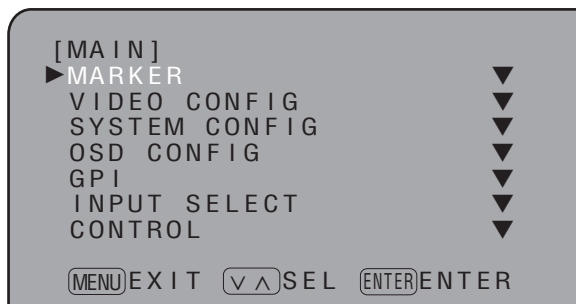 [MAIN]
▶MARKER ▼
VIDEO CONFIG ▼
SYSTEM CONFIG ▼
OSD CONFIG ▼
GPI ▼
INPUT SELECT ▼
CONTROL ▼
MENU EXIT ∨ ∧ SEL ENTER ENTER